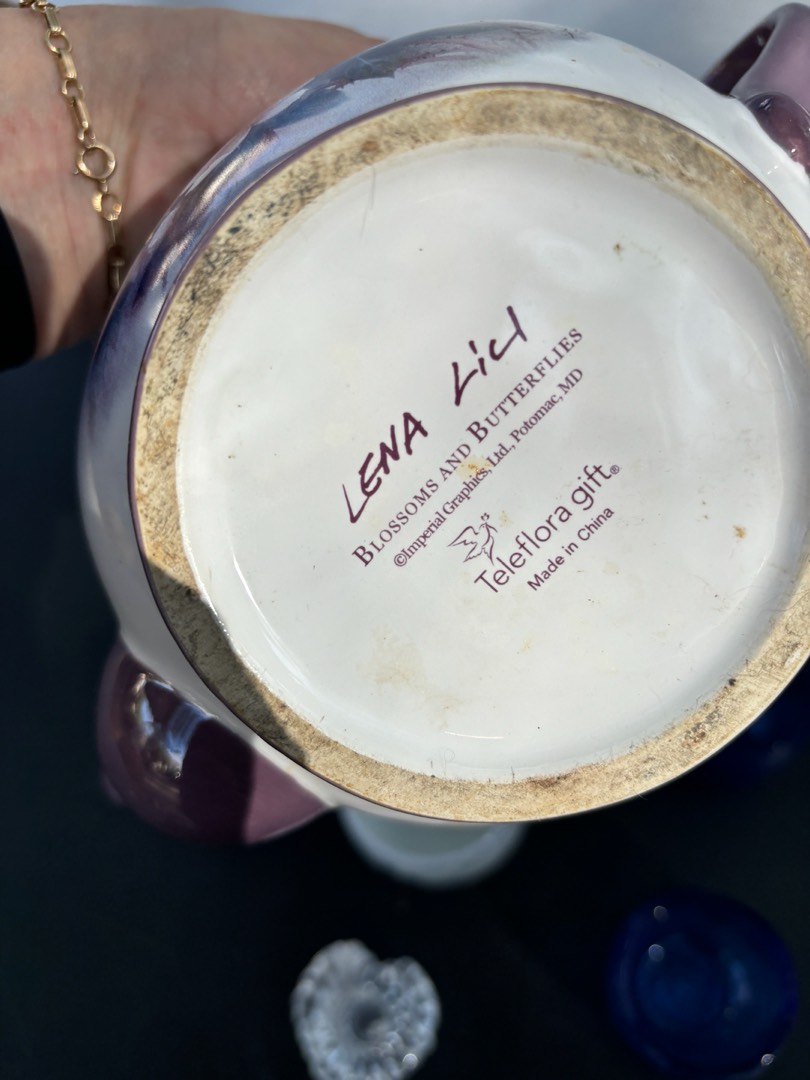 LENA Liu
BLOSSOMS AND BUTTERFLIES
©Imperial Graphics, Ltd., Potomac, MD
Teleflora gift®
Made in China